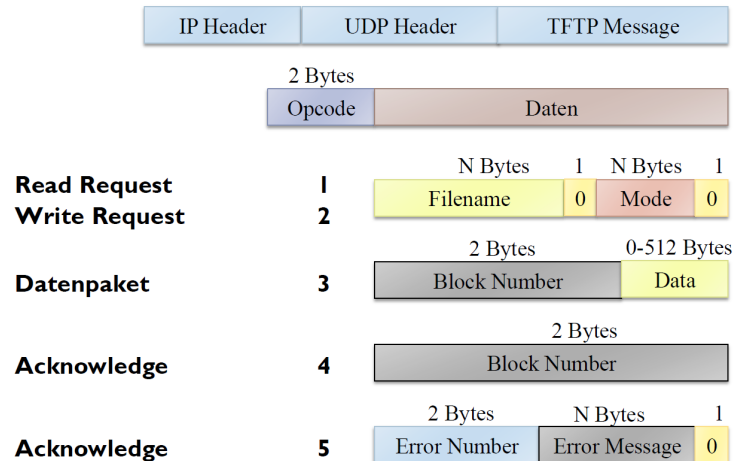 IP Header UDP Header TFTP Message
2 Bytes
Opcode Daten
N Bytes 1 N Bytes 1
Read Request 1 Filename 0 Mode 0
Write Request 2
2 Bytes 0-512 Bytes
Datenpaket 3 Block Number Data
2 Bytes
Acknowledge 4 Block Number
2 Bytes N Bytes 1
Acknowledge 5 Error Number Error Message 0